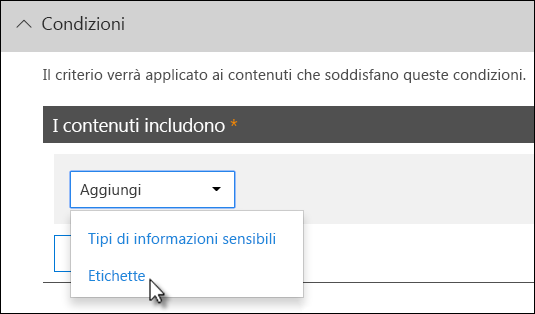 Condizioni
Il criterio verrà applicato ai contenuti che soddisfano queste condizioni.
I contenuti includono *
Aggiungi
Tipi di informazioni sensibili
Etichette